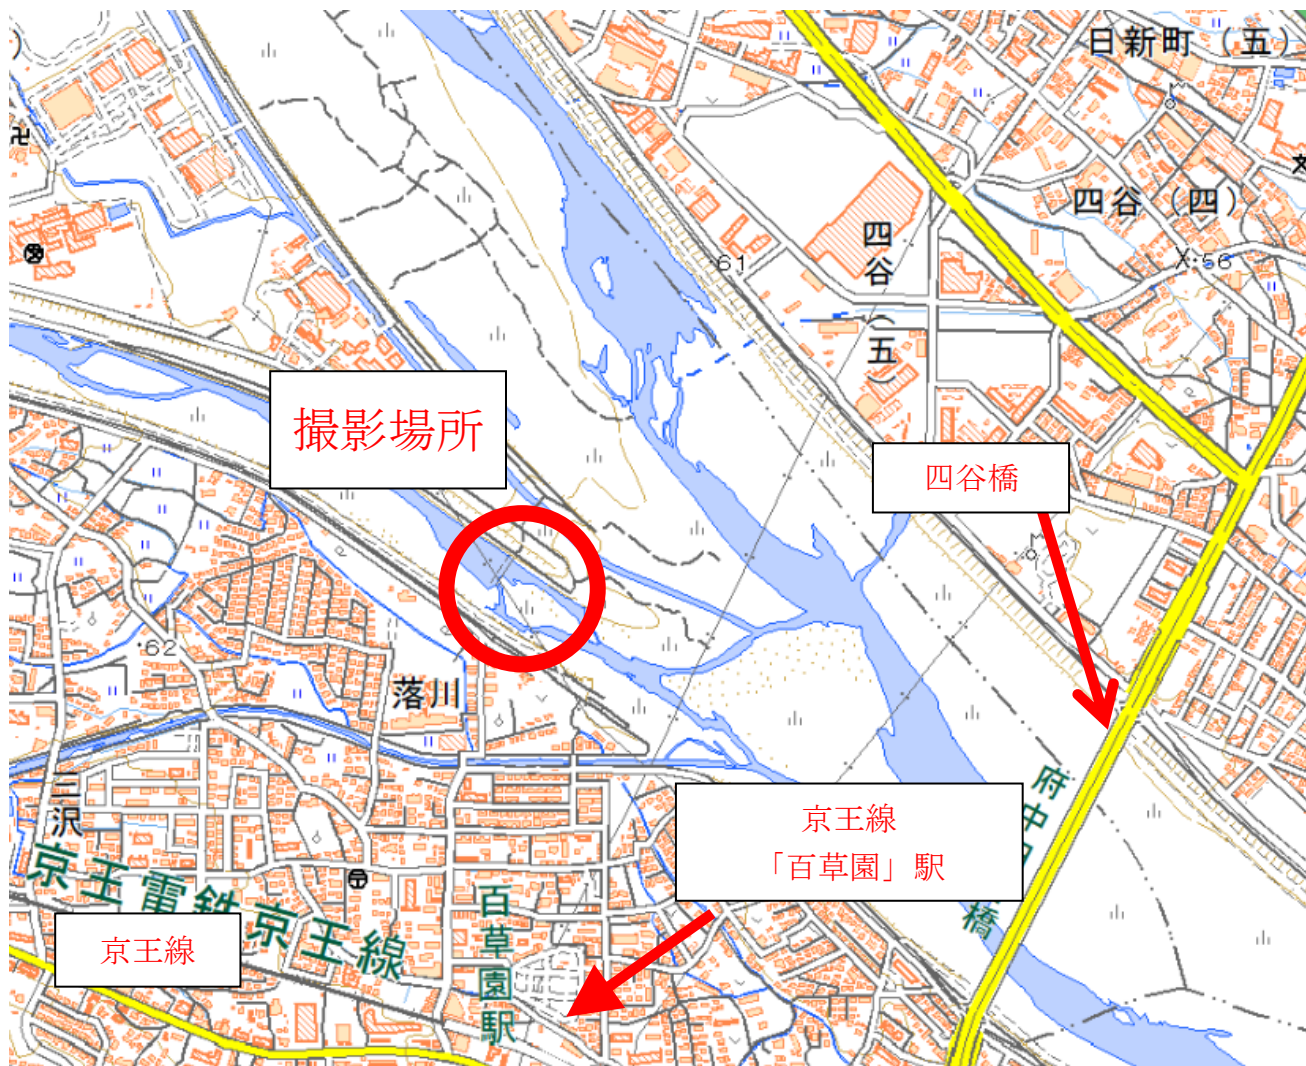 日新町（五）
四谷（四）
・56
四谷（五）
・61
撮影場所
四谷橋
・62
落川
三沢
京王線
「百草園」駅
府中
橋
京王電鉄京王線
百草園駅
京王線